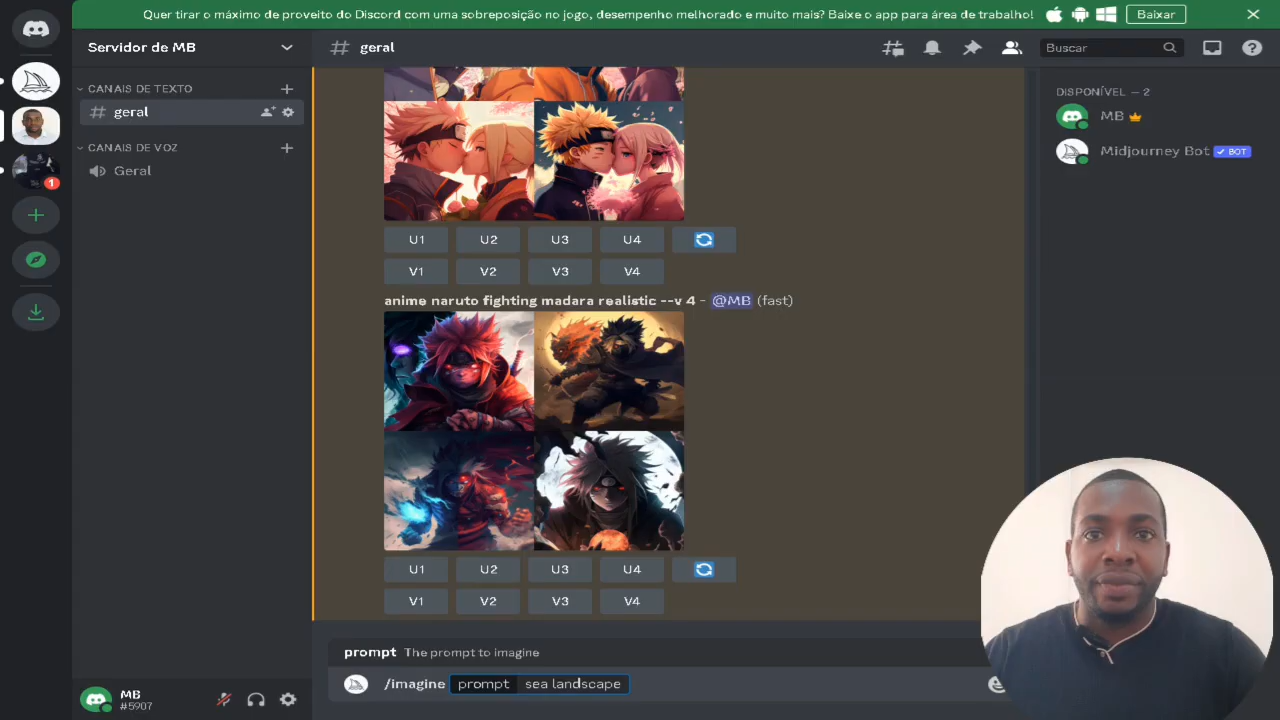 Quer tirar o máximo de proveito do Discord com uma sobreposição no jogo, desempenho melhorado e muito mais? Baixe o app para área de trabalho!
Baixar
Servidor de MB
geral
Buscar
CANAIS DE TEXTO
geral
CANAIS DE VOZ
Geral
1
U1 U2 U3 U4
V1 V2 V3 V4
anime naruto fighting madara realistic --v 4 - @MB (fast)
U1 U2 U3 U4
V1 V2 V3 V4
prompt The prompt to imagine
/imagine prompt sea landscape
MB
#5907
DISPONÍVEL — 2
MB
Midjourney Bot BOT